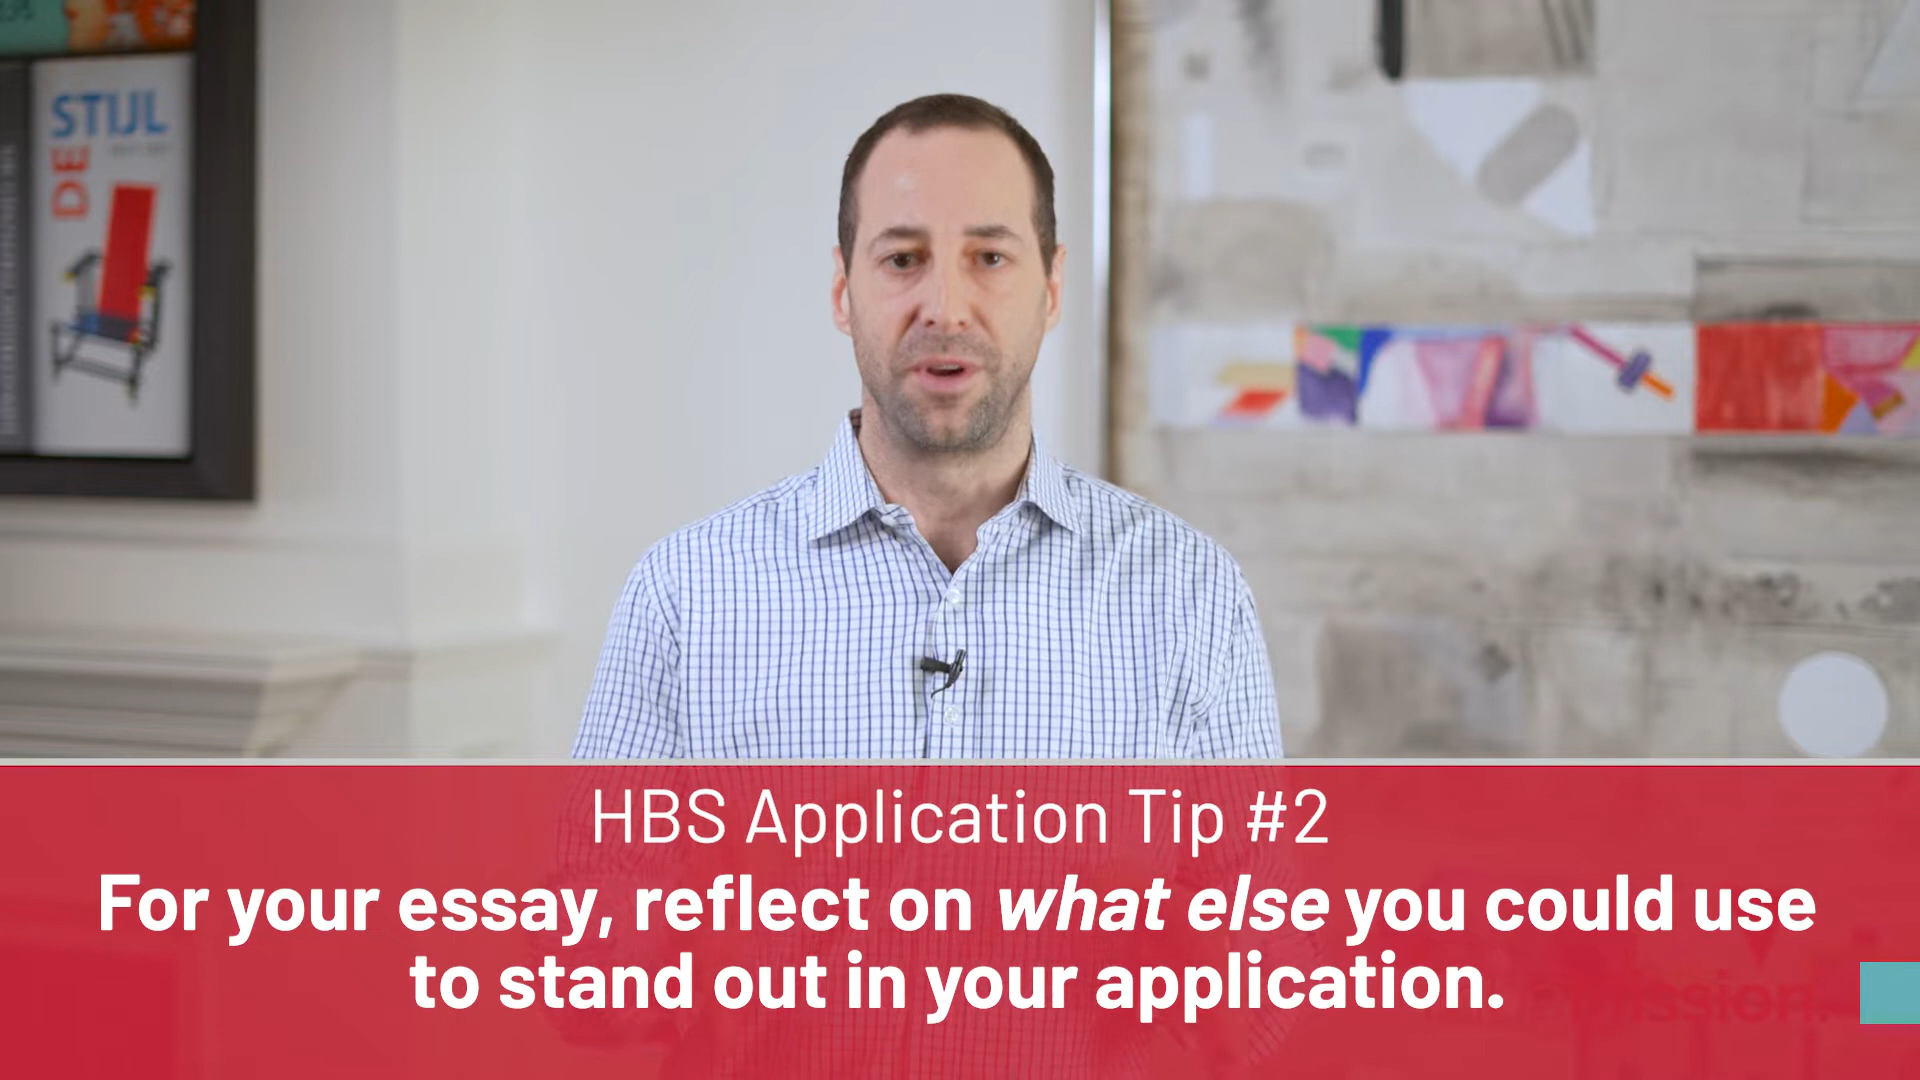 STIJL
DE
HBS Application Tip #2
For your essay, reflect on what else you could use
to stand out in your application.